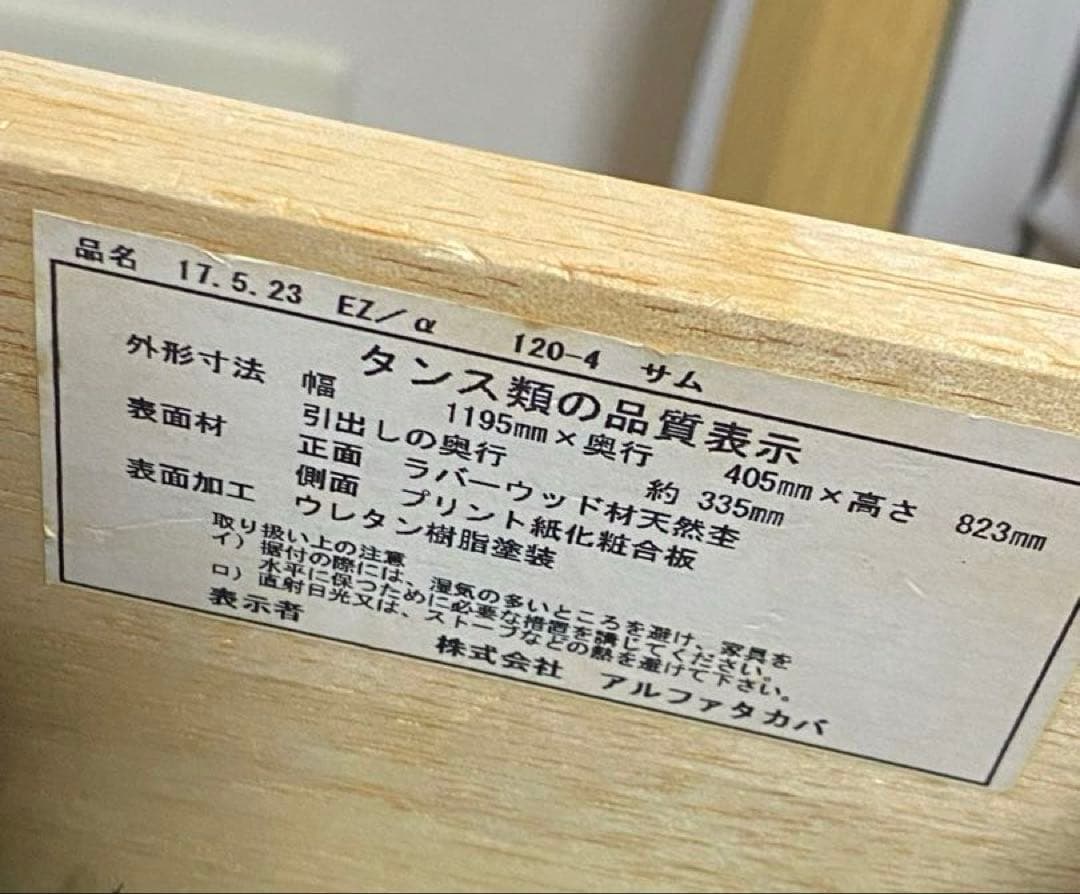 品名 17.5.23 EZ/α 120-4 サム
タンス類の品質表示
外形寸法 幅 1195mm×奥行 405mm×高さ 823mm
引出しの奥行 約 335mm
表面材 正面 ラバーウッド材天然杢
側面 プリント紙化粧合板
表面加工 ウレタン樹脂塗装
取り扱い上の注意
イ) 据付の際には、湿気の多いところを避け、家具を
水平に保つために必要な措置を講じてください。
ロ) 直射日光又は、ストーブなどの熱を避けて下さい。
表示者 株式会社 アルファタカバ